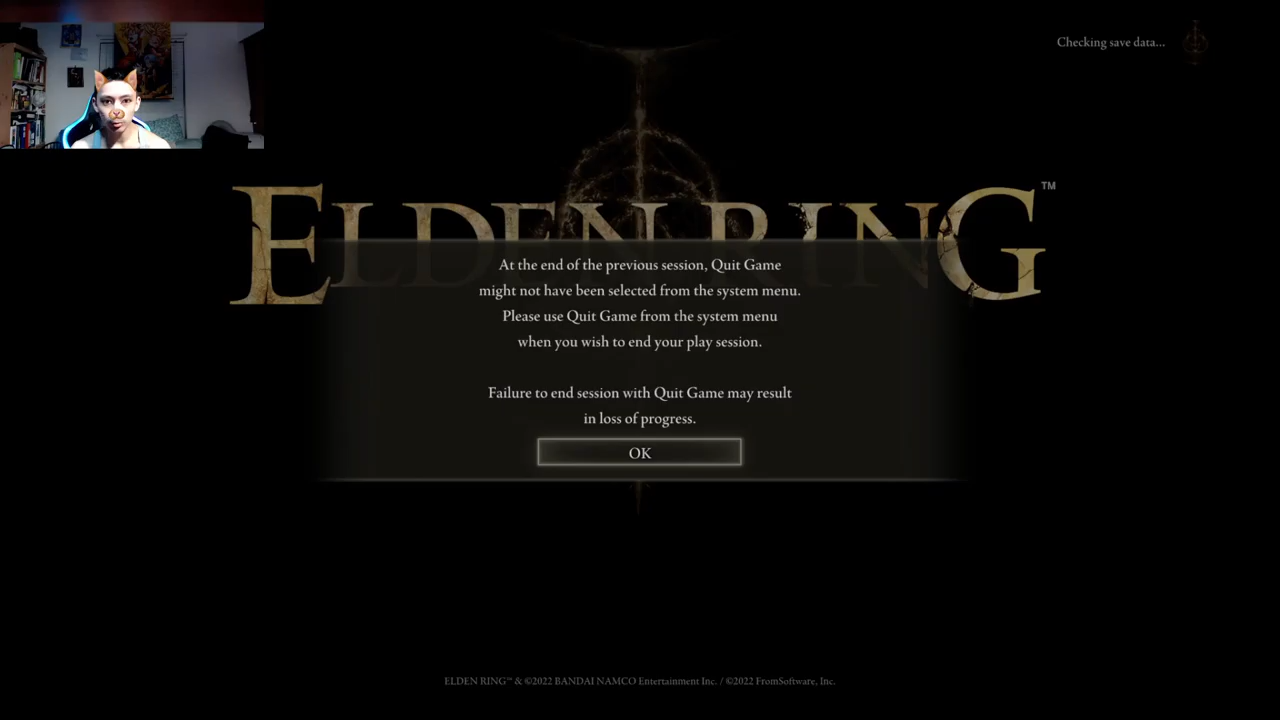 Checking save data...
ELDEN RING™
At the end of the previous session, Quit Game
might not have been selected from the system menu.
Please use Quit Game from the system menu
when you wish to end your play session.
Failure to end session with Quit Game may result
in loss of progress.
OK
ELDEN RING™ & ©2022 BANDAI NAMCO Entertainment Inc. / ©2022 FromSoftware, Inc.